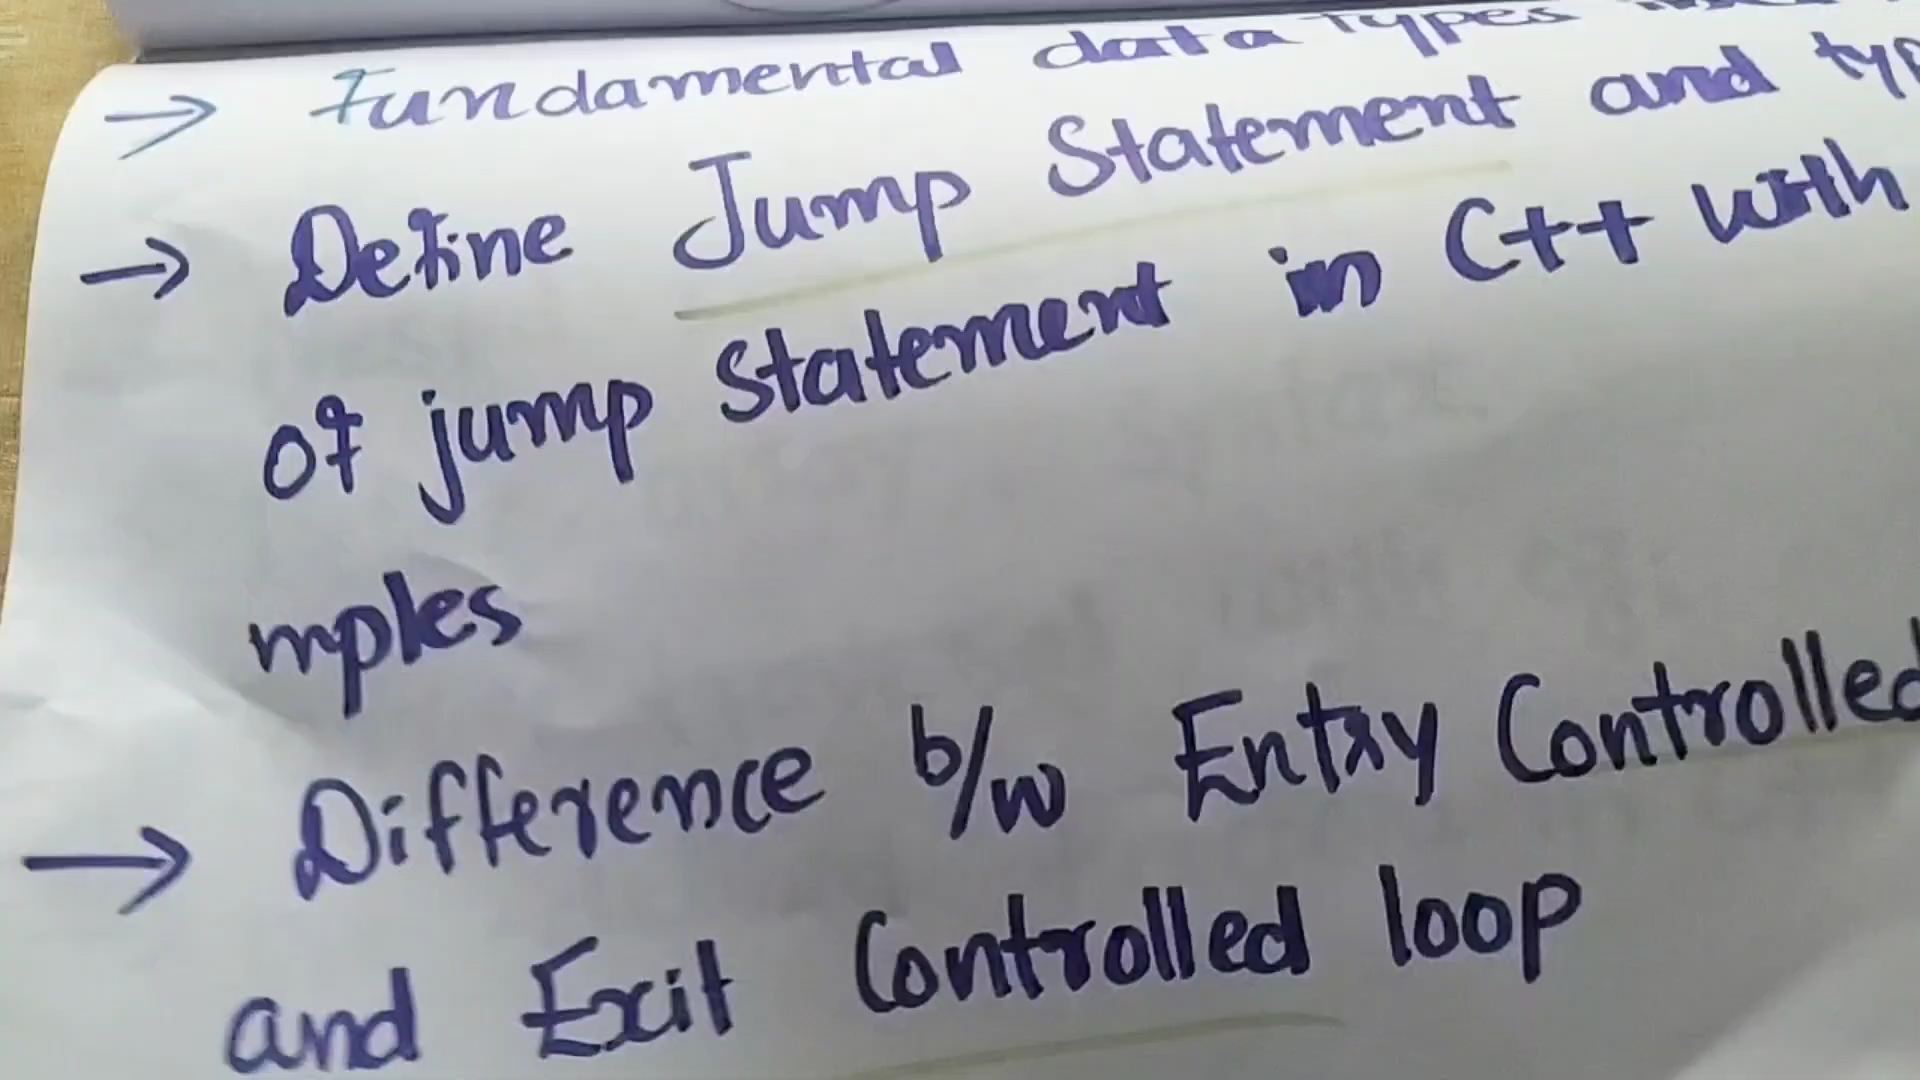 → Fundamental data types
→ Define Jump Statement and
of jump statement in C++ with
mples
→ Difference b/w Entry Controlled
and Exit Controlled loop